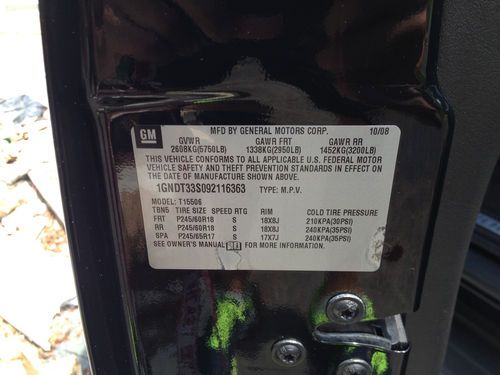 GM
MFD BY GENERAL MOTORS CORP. 10/08
GVWR GAWR FRT GAWR RR
2608KG(5750LB) 1338KG(2950LB) 1452KG(3200LB)
THIS VEHICLE CONFORMS TO ALL APPLICABLE U.S. FEDERAL MOTOR
VEHICLE SAFETY AND THEFT PREVENTION STANDARDS IN EFFECT ON
THE DATE OF MANUFACTURE SHOWN ABOVE.
1GNDT33S092116363 TYPE: M.P.V.
MODEL: T15506
TBN5 TIRE SIZE SPEED RTG RIM COLD TIRE PRESSURE
FRT P245/60R18 S 18X8J 210KPA(30PSI)
RR P245/60R18 S 18X8J 240KPA(35PSI)
SPA P245/65R17 S 17X7J 240KPA(35PSI)
SEE OWNER'S MANUAL FOR MORE INFORMATION.